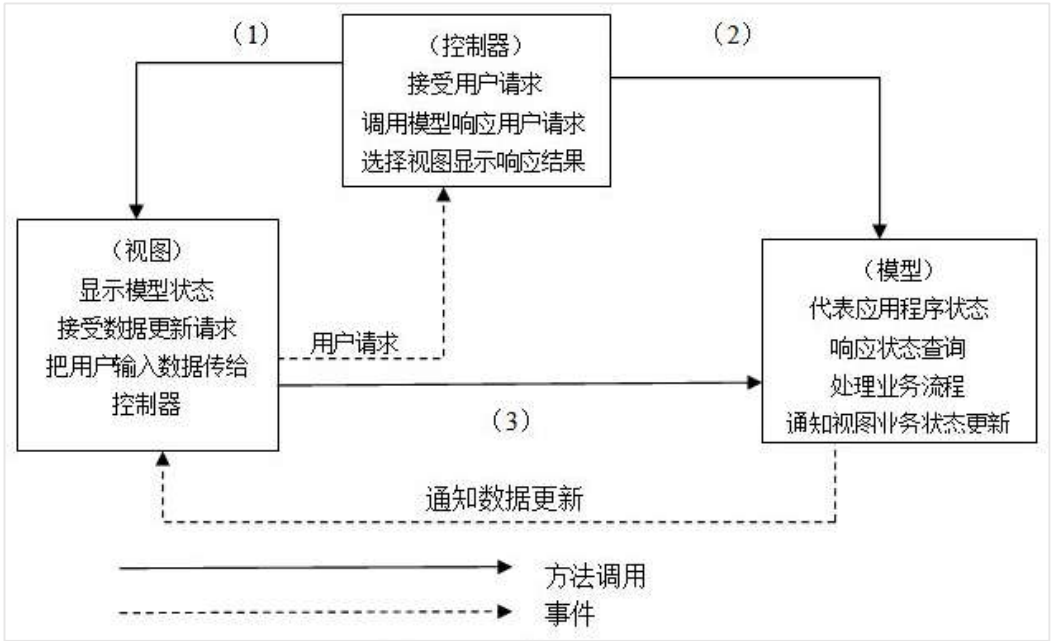 （1）
（控制器）
接受用户请求
调用模型响应用户请求
选择视图显示响应结果
（2）
（视图）
显示模型状态
接受数据更新请求
把用户输入数据传给
控制器
用户请求
（3）
（模型）
代表应用程序状态
响应状态查询
处理业务流程
通知视图业务状态更新
通知数据更新
方法调用
事件